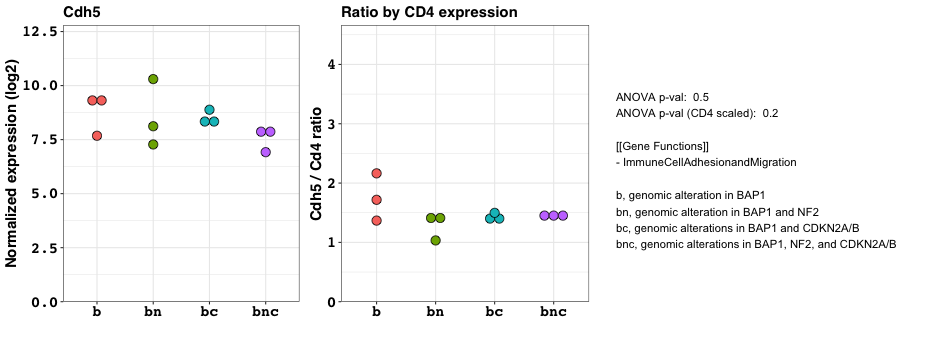 Cdh5
Normalized expression (log2)
12.5
10.0
7.5
5.0
2.5
0.0
b bn bc bnc
Ratio by CD4 expression
Cdh5 / Cd4 ratio
4
3
2
1
0
b bn bc bnc
ANOVA p-val: 0.5
ANOVA p-val (CD4 scaled): 0.2
[[Gene Functions]]
- ImmuneCellAdhesionandMigration
b, genomic alteration in BAP1
bn, genomic alteration in BAP1 and NF2
bc, genomic alterations in BAP1 and CDKN2A/B
bnc, genomic alterations in BAP1, NF2, and CDKN2A/B